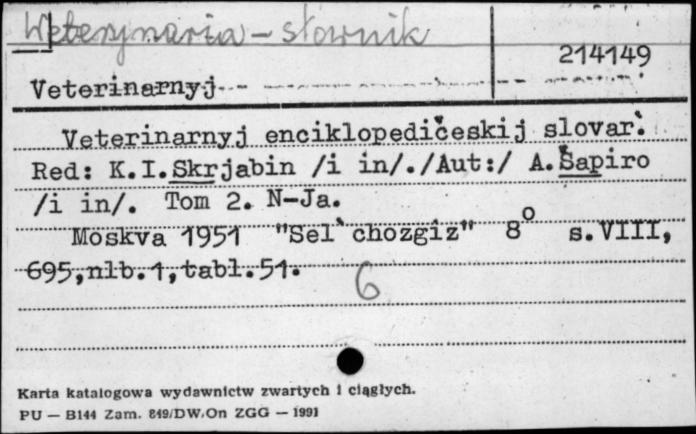 Weterynaria - słownik
214149
Veterinarnyj
Veterinarnyj enciklopedičeskij slovar`.
Red: K.I.Skrjabin /i in/./Aut:/ A.Šapiro
/i in/. Tom 2. N-Ja.
Moskva 1951 "Sel`chozgiz" 8° s.VIII,
695,nlb.1,tabl.51.
6
Karta katalogowa wydawnictw zwartych i ciągłych.
PU — B144 Zam. 849/DW/On ZGG — 1991